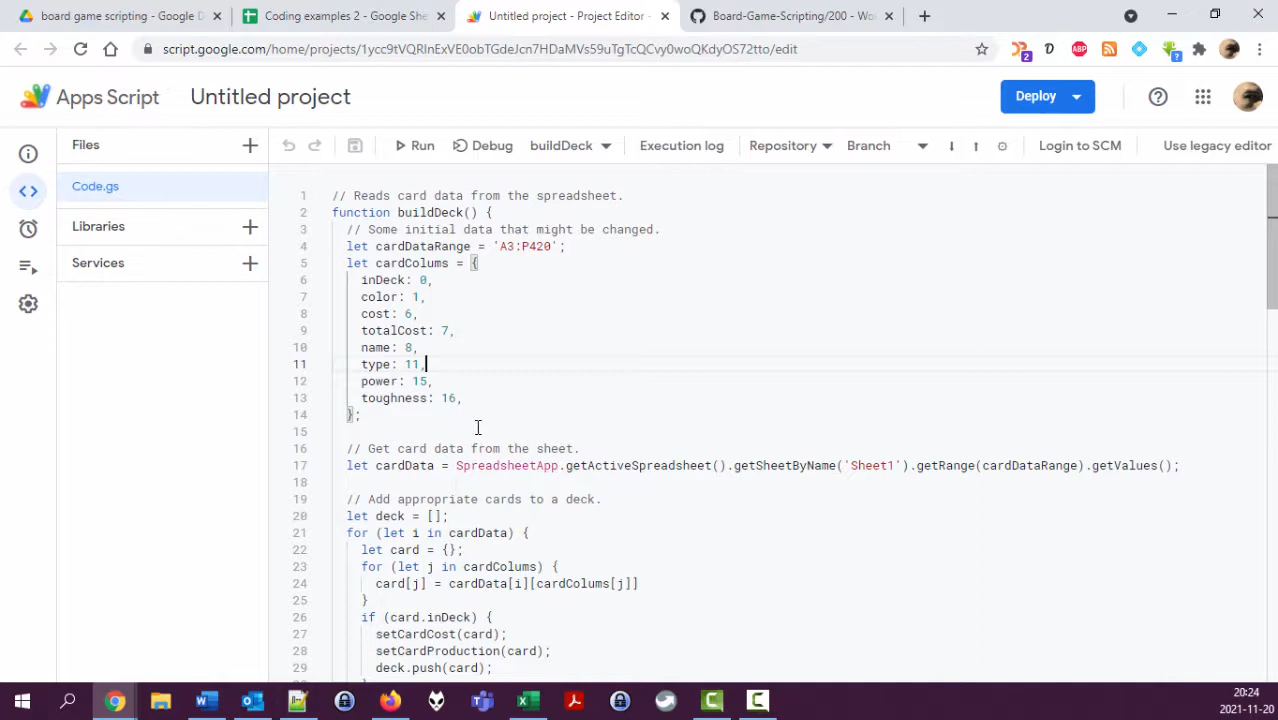 board game scripting - Google D
Coding examples 2 - Google She
Untitled project - Project Editor -
Board-Game-Scripting/200 - Wo
script.google.com/home/projects/1ycc9tVQRlnExVE0obTGdeJcn7HDaMVs59uTgTcQCvy0woQKdyOS72tto/edit
2
ABP
?
Apps Script
Untitled project
Deploy
Files
Run
Debug
buildDeck
Execution log
Repository
Branch
Login to SCM
Use legacy editor
Code.gs
Libraries
Services
1 // Reads card data from the spreadsheet.
2 function buildDeck() {
3 // Some initial data that might be changed.
4 let cardDataRange = 'A3:P420';
5 let cardColums = {
6 inDeck: 0,
7 color: 1,
8 cost: 6,
9 totalCost: 7,
10 name: 8,
11 type: 11,
12 power: 15,
13 toughness: 16,
14 };
15
16 // Get card data from the sheet.
17 let cardData = SpreadsheetApp.getActiveSpreadsheet().getSheetByName('Sheet1').getRange(cardDataRange).getValues();
18
19 // Add appropriate cards to a deck.
20 let deck = [];
21 for (let i in cardData) {
22 let card = {};
23 for (let j in cardColums) {
24 card[j] = cardData[i][cardColums[j]]
25 }
26 if (card.inDeck) {
27 setCardCost(card);
28 setCardProduction(card);
29 deck.push(card);
20:24
2021-11-20